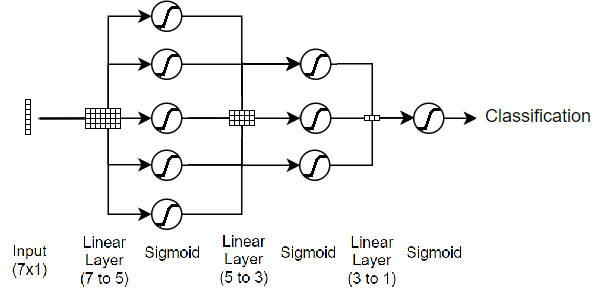 Classification
Input
(7x1)
Linear
Layer
(7 to 5)
Sigmoid
Linear
Layer
(5 to 3)
Sigmoid
Linear
Layer
(3 to 1)
Sigmoid